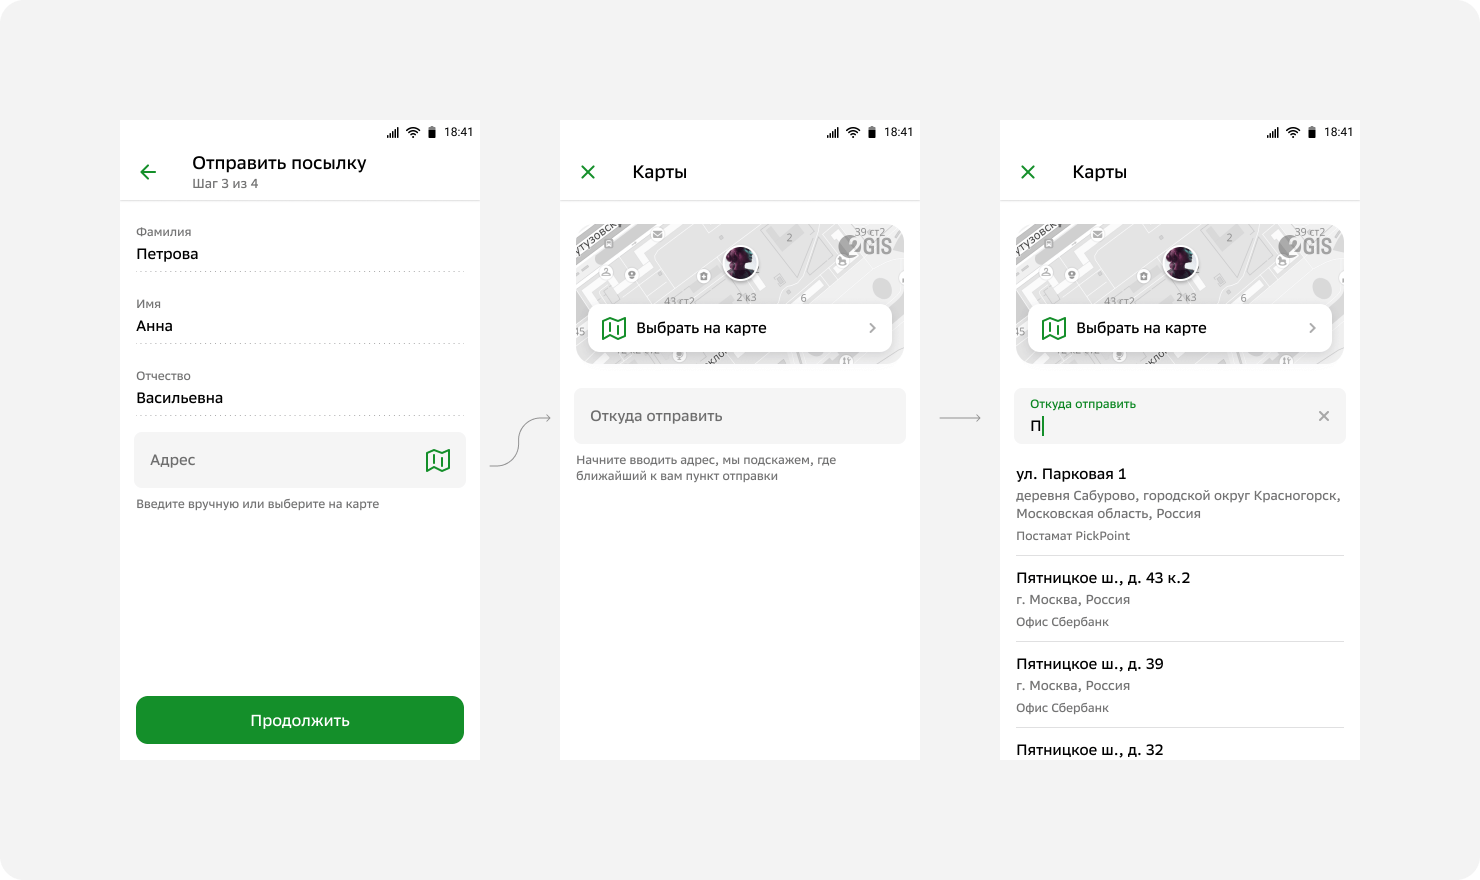 18:41
Отправить посылку
Шаг 3 из 4
Фамилия
Петрова
Имя
Анна
Отчество
Васильевна
Адрес
Введите вручную или выберите на карте
Продолжить
18:41
Карты
39 ст2
2
2GIS
2
43 ст2
2 к3
6
45
Выбрать на карте
Откуда отправить
Начните вводить адрес, мы подскажем, где
ближайший к вам пункт отправки
18:41
Карты
39 ст2
2
2GIS
2
43 ст2
2 к3
6
45
Выбрать на карте
Откуда отправить
П
ул. Парковая 1
деревня Сабурово, городской округ Красногорск,
Московская область, Россия
Постамат PickPoint
Пятницкое ш., д. 43 к.2
г. Москва, Россия
Офис Сбербанк
Пятницкое ш., д. 39
г. Москва, Россия
Офис Сбербанк
Пятницкое ш., д. 32